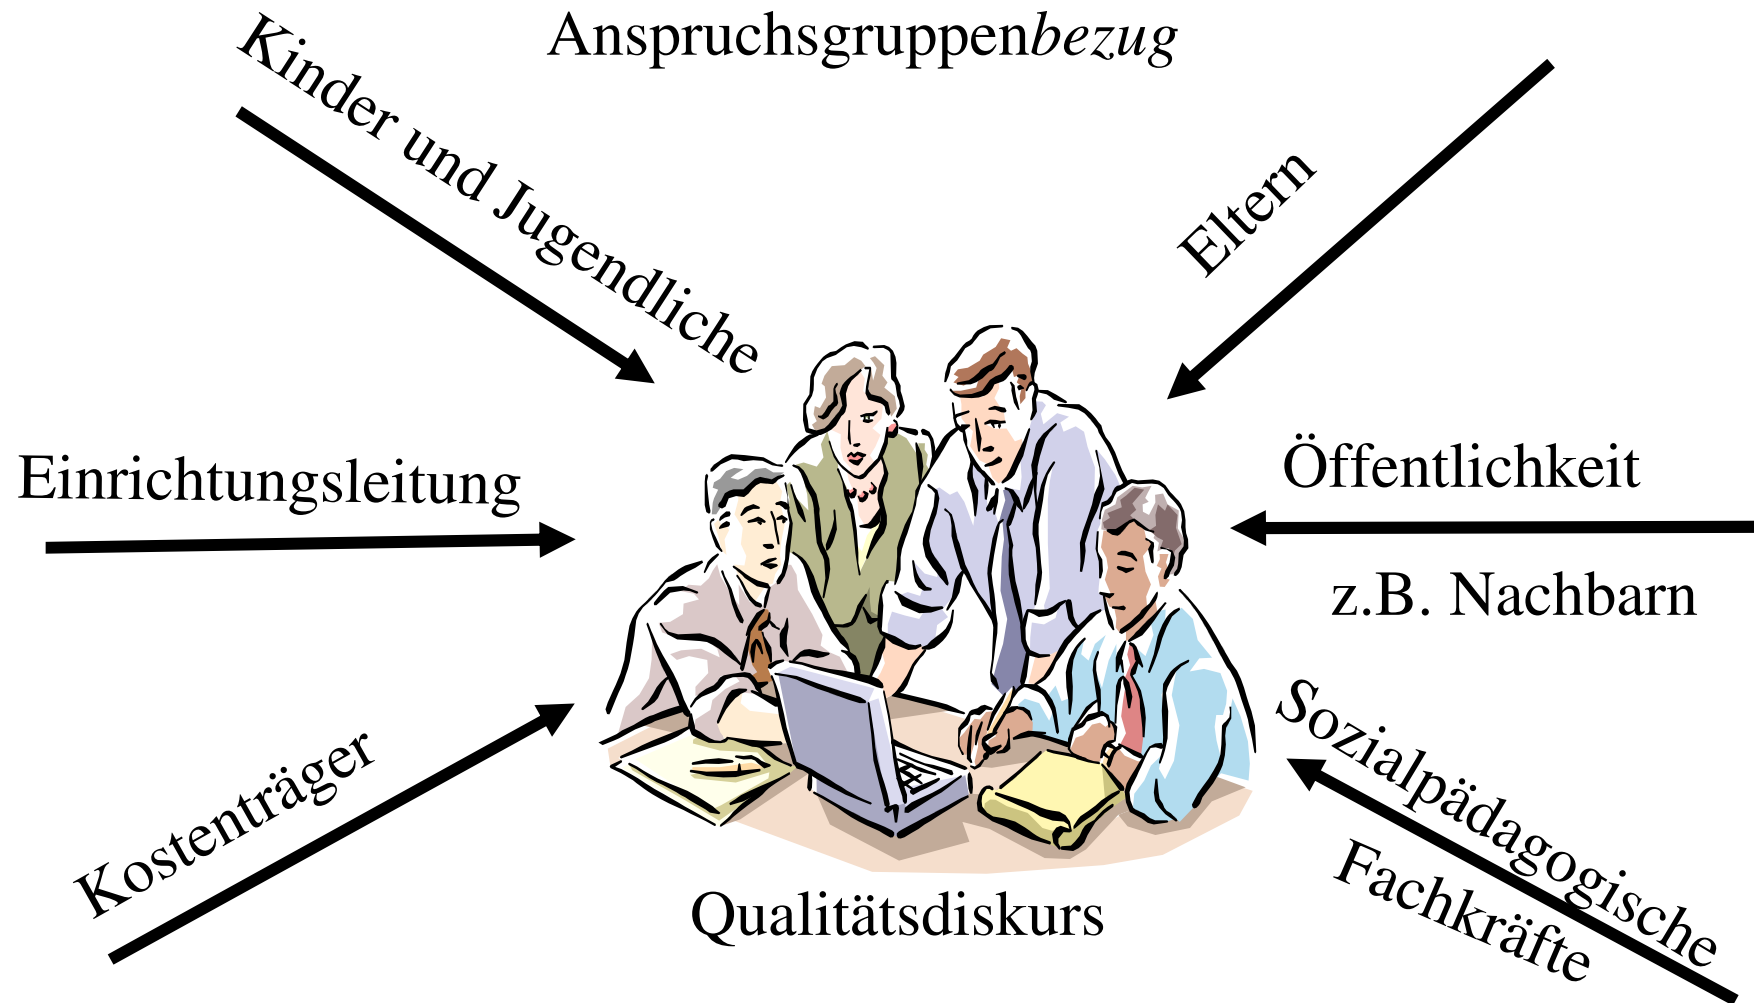 Anspruchsgruppenbezug
Kinder und Jugendliche
Eltern
Einrichtungsleitung
Öffentlichkeit
z.B. Nachbarn
Kostenträger
Sozialpädagogische
Fachkräfte
Qualitätsdiskurs